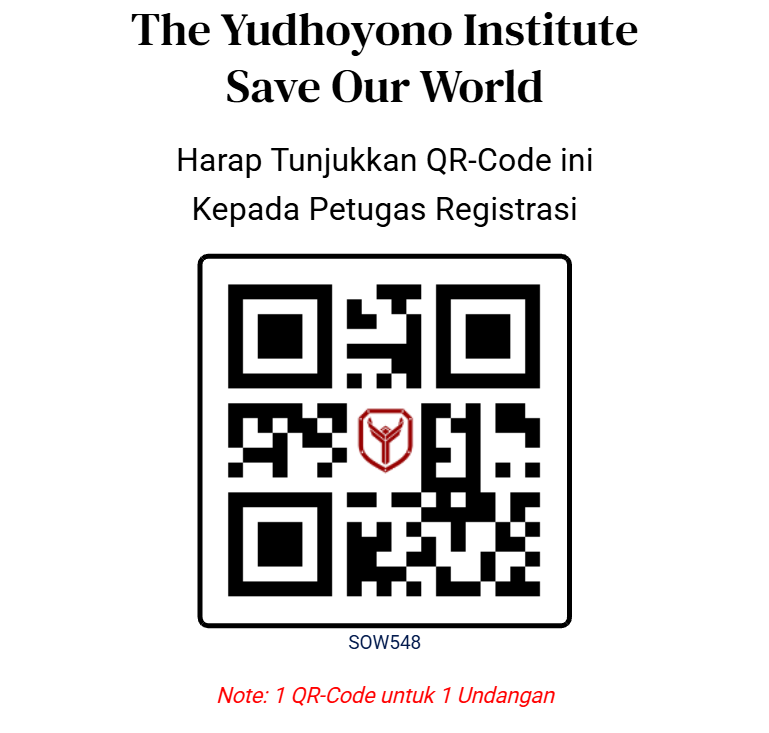 The Yudhoyono Institute
Save Our World
Harap Tunjukkan QR-Code ini
Kepada Petugas Registrasi
SOW548
Note: 1 QR-Code untuk 1 Undangan